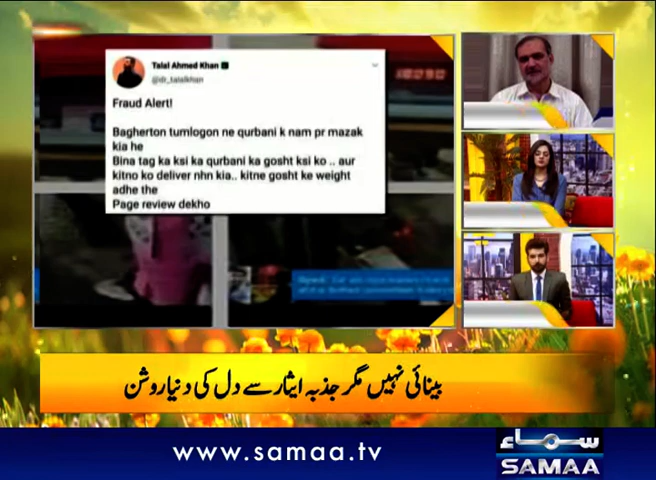 Talal Ahmed Khan
@dr_talalkhan
Fraud Alert!
Bagherton tumlogon ne qurbani k nam pr mazak
kia he
Bina tag ka ksi ka qurbani ka gosht ksi ko .. aur
kitno ko deliver nhn kia.. kitne gosht ke weight
adhe the
Page review dekho
بینائی نہیں مگر جذبہ ایثار سے دل کی دنیا روشن
www.samaa.tv
سماء
SAMAA